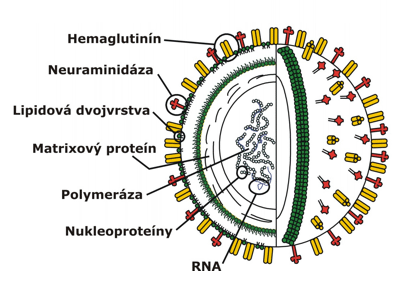 Hemaglutinín
Neuraminidáza
Lipidová dvojvrstva
Matrixový proteín
Polymeráza
Nukleoproteíny
RNA